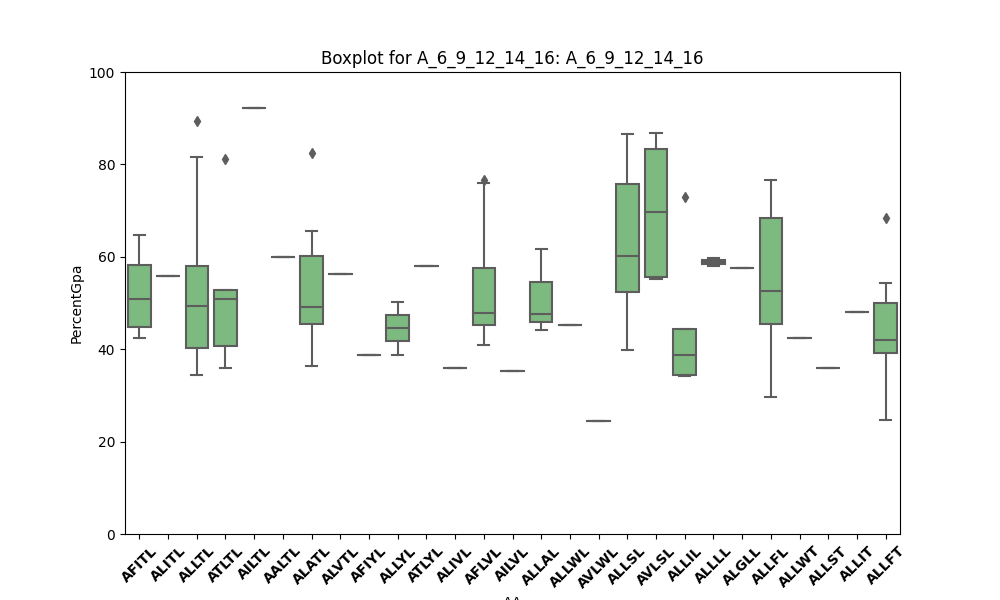 Boxplot for A_6_9_12_14_16: A_6_9_12_14_16
PercentGpa
100
80
60
40
20
0
AFITL
ALITL
ALLTL
ATLTL
AILTL
AALTL
ALATL
ALVTL
AFIYL
ALLYL
ATLYL
ALIVL
AFLVL
AILVL
ALLAL
ALLWL
AVLWL
ALLSL
AVLSL
ALLIL
ALLLL
ALGLL
ALLFL
ALLWT
ALLST
ALLIT
ALLFT